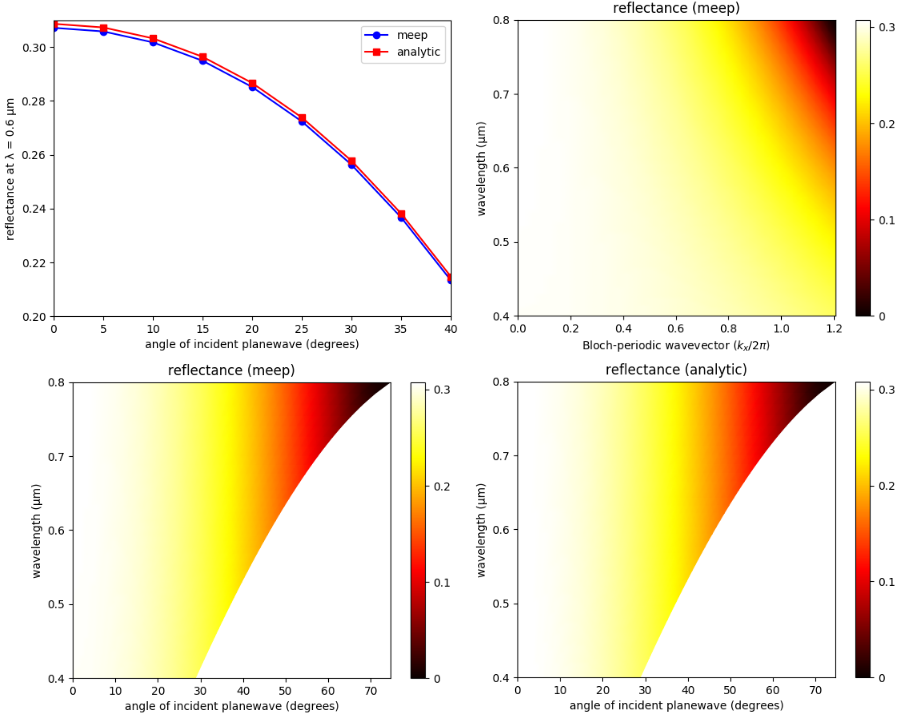 reflectance at λ = 0.6 μm
0.30
0.28
0.26
0.24
0.22
0.20
0 5 10 15 20 25 30 35 40
angle of incident planewave (degrees)
meep
analytic
reflectance (meep)
wavelength (μm)
0.8
0.7
0.6
0.5
0.4
0.0 0.2 0.4 0.6 0.8 1.0 1.2
Bloch-periodic wavevector (kₓ/2π)
0.3
0.2
0.1
0
reflectance (meep)
wavelength (μm)
0.8
0.7
0.6
0.5
0.4
0 10 20 30 40 50 60 70
angle of incident planewave (degrees)
0.3
0.2
0.1
0
reflectance (analytic)
wavelength (μm)
0.8
0.7
0.6
0.5
0.4
0 10 20 30 40 50 60 70
angle of incident planewave (degrees)
0.3
0.2
0.1
0